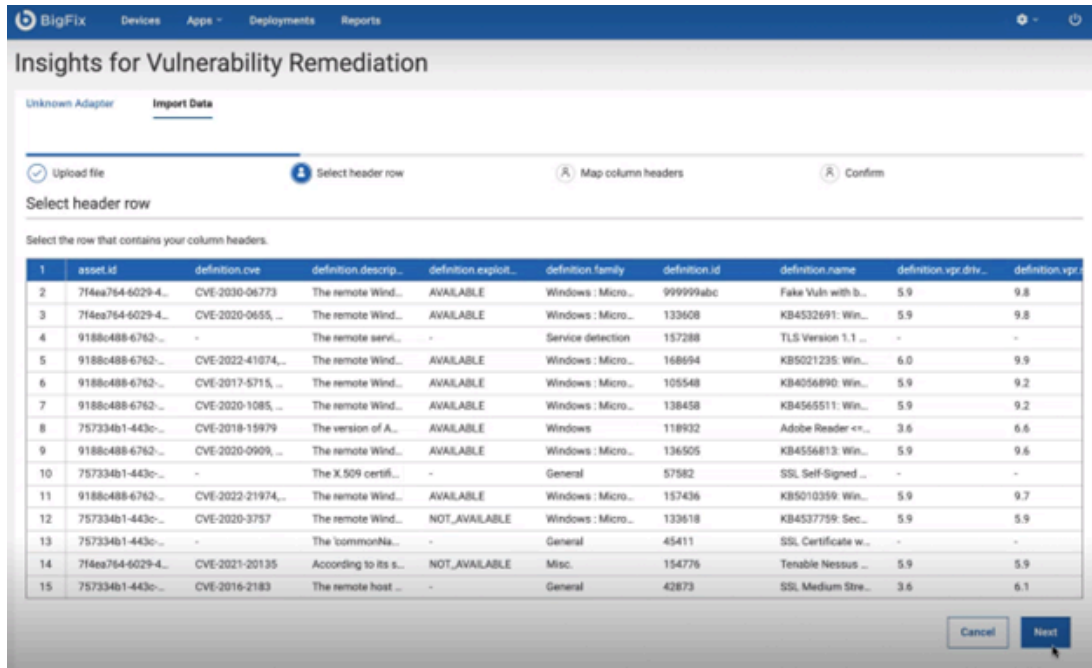 BigFix Devices Apps Deployments Reports
Insights for Vulnerability Remediation
Unknown Adapter Import Data
Upload file Select header row Map column headers Confirm
Select header row
Select the row that contains your column headers.
1 asset.id definition.cve definition.descrip... definition.exploit... definition.family definition.id definition.name definition.vpr.driv... definition.vpr.s
2 7f4ea764-6029-4... CVE-2030-06773 The remote Wind... AVAILABLE Windows : Micro... 999999abc Fake Vuln with b... 5.9 9.8
3 7f4ea764-6029-4... CVE-2020-0655, ... The remote Wind... AVAILABLE Windows : Micro... 133608 KB4532691: Win... 5.9 9.8
4 9188c488-6762-... - The remote servi... - Service detection 157288 TLS Version 1.1 ... - -
5 9188c488-6762-... CVE-2022-41074,... The remote Wind... AVAILABLE Windows : Micro... 168694 KB5021235: Win... 6.0 9.9
6 9188c488-6762-... CVE-2017-5715, ... The remote Wind... AVAILABLE Windows : Micro... 105548 KB4056890: Win... 5.9 9.2
7 9188c488-6762-... CVE-2020-1085, ... The remote Wind... AVAILABLE Windows : Micro... 138458 KB4565511: Win... 5.9 9.2
8 757334b1-443c-... CVE-2018-15979 The version of A... AVAILABLE Windows 118932 Adobe Reader <=... 3.6 6.6
9 9188c488-6762-... CVE-2020-0909, ... The remote Wind... AVAILABLE Windows : Micro... 136505 KB4556813: Win... 5.9 9.6
10 757334b1-443c-... - The X.509 certifi... - General 57582 SSL Self-Signed ... - -
11 9188c488-6762-... CVE-2022-21974,... The remote Wind... AVAILABLE Windows : Micro... 157436 KB5010359: Win... 5.9 9.7
12 757334b1-443c-... CVE-2020-3757 The remote Wind... NOT_AVAILABLE Windows : Micro... 133618 KB4537759: Sec... 5.9 5.9
13 757334b1-443c-... - The 'commonNa... - General 45411 SSL Certificate w... - -
14 7f4ea764-6029-4... CVE-2021-20135 According to its s... NOT_AVAILABLE Misc. 154776 Tenable Nessus ... 5.9 5.9
15 757334b1-443c-... CVE-2016-2183 The remote host ... - General 42873 SSL Medium Stre... 3.6 6.1
Cancel Next